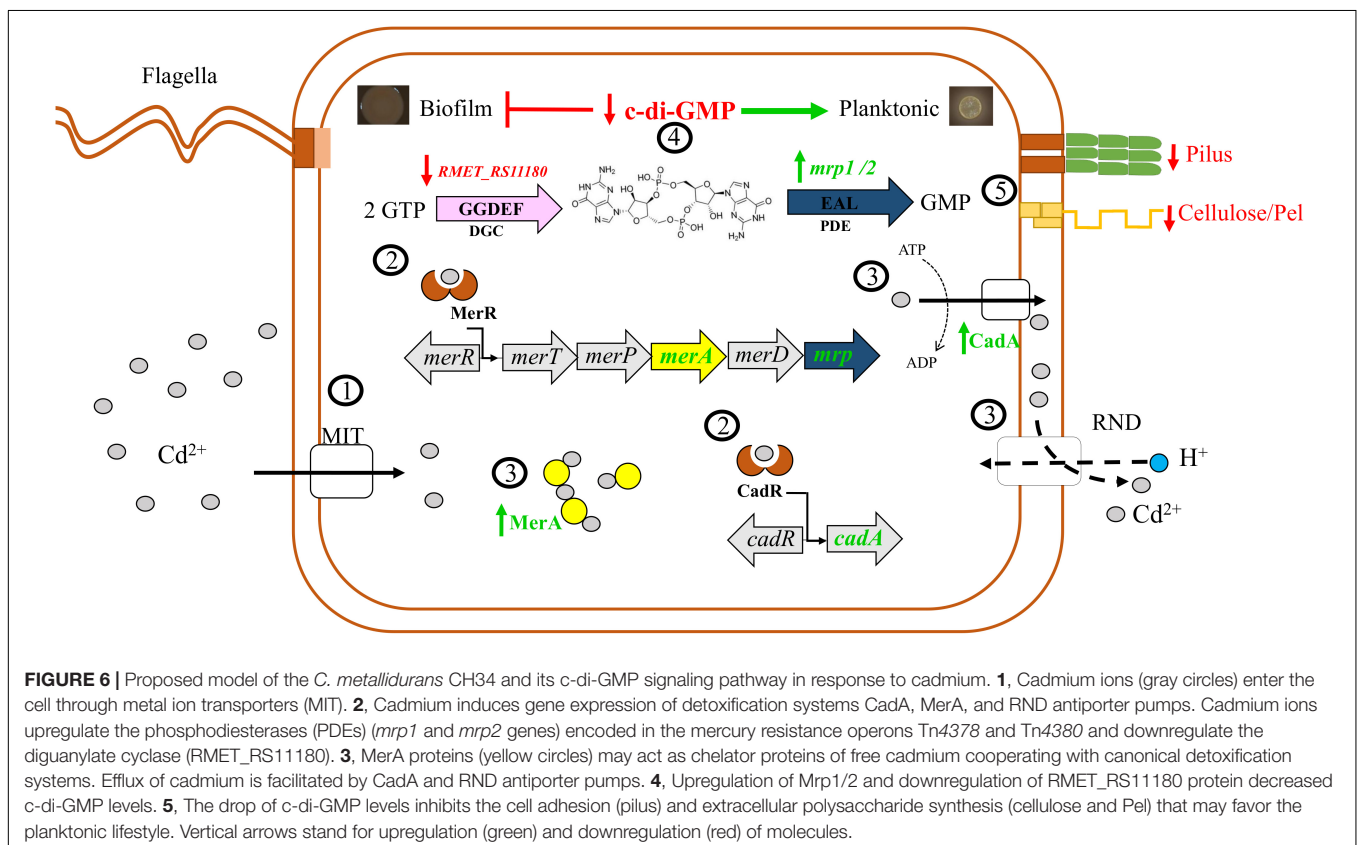 Flagella
Biofilm
↓ c-di-GMP
Planktonic
4
↓ RMET_RS11180
↑ mrp1 /2
↓ Pilus
2 GTP
GGDEF
DGC
EAL
PDE
GMP
5
↓ Cellulose/Pel
NH₂
N
NH
N
N
O
O
O
P
OH
O
OH
O
O
HO
P
O
O
OH
O
N
N
O
N
NH
H₂N
2
MerR
3
ATP
ADP
↑CadA
merR
merT
merP
merA
merD
mrp
1
MIT
Cd²⁺
3
↑MerA
2
CadR
cadR
cadA
3
RND
H⁺
Cd²⁺
FIGURE 6 | Proposed model of the C. metallidurans CH34 and its c-di-GMP signaling pathway in response to cadmium. 1, Cadmium ions (gray circles) enter the
cell through metal ion transporters (MIT). 2, Cadmium induces gene expression of detoxification systems CadA, MerA, and RND antiporter pumps. Cadmium ions
upregulate the phosphodiesterases (PDEs) (mrp1 and mrp2 genes) encoded in the mercury resistance operons Tn4378 and Tn4380 and downregulate the
diguanylate cyclase (RMET_RS11180). 3, MerA proteins (yellow circles) may act as chelator proteins of free cadmium cooperating with canonical detoxification
systems. Efflux of cadmium is facilitated by CadA and RND antiporter pumps. 4, Upregulation of Mrp1/2 and downregulation of RMET_RS11180 protein decreased
c-di-GMP levels. 5, The drop of c-di-GMP levels inhibits the cell adhesion (pilus) and extracellular polysaccharide synthesis (cellulose and Pel) that may favor the
planktonic lifestyle. Vertical arrows stand for upregulation (green) and downregulation (red) of molecules.